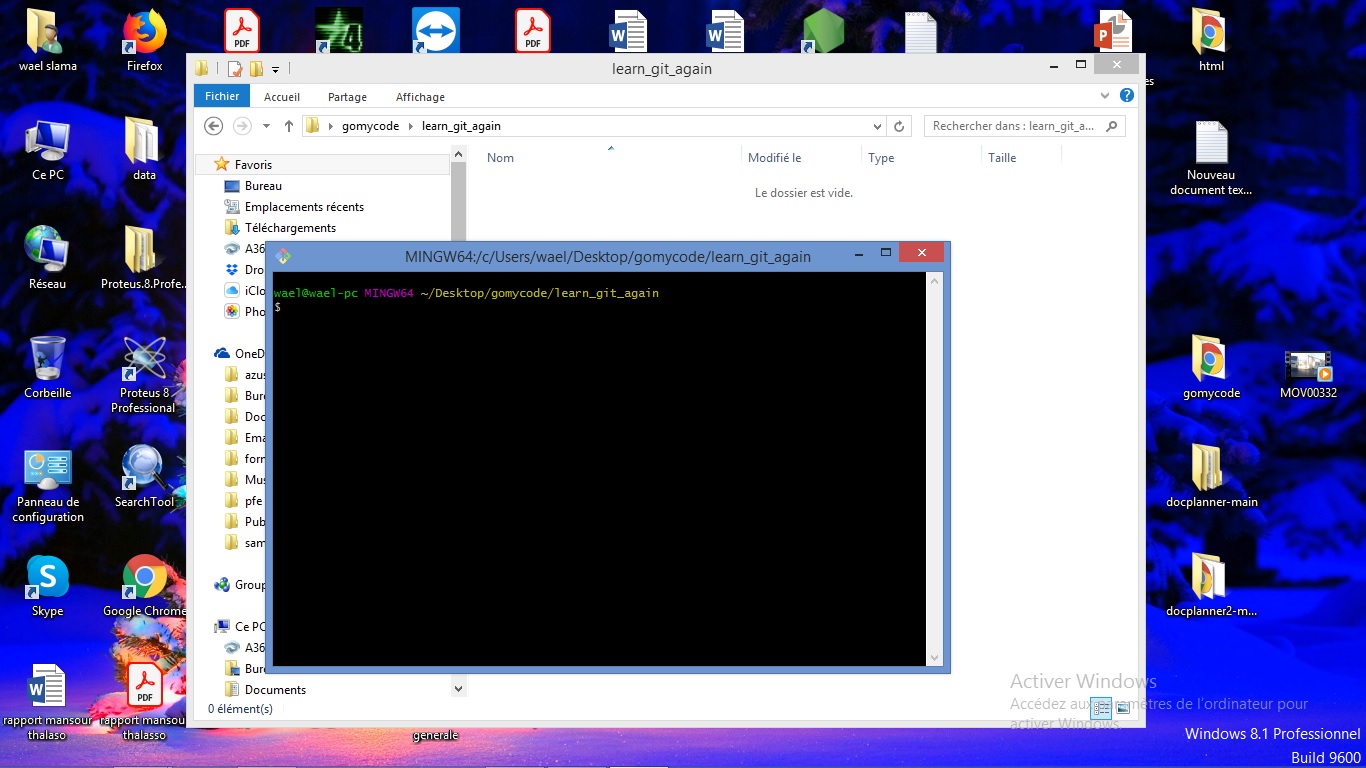 wael slama
Firefox
PDF
PDF
html
learn_git_again
es
Fichier
Accueil
Partage
Affichage
gomycode
learn_git_again
Rechercher dans : learn_git_a...
Nom
Modifié le
Type
Taille
Le dossier est vide.
Ce PC
data
Nouveau
document tex...
Favoris
Bureau
Emplacements récents
Téléchargements
A36
Dro
iClo
Pho
OneD
azus
Bure
Doc
Ema
form
Mus
pfe
Pub
sam
Group
Ce PC
A36
Bure
Documents
0 élément(s)
MINGW64:/c/Users/wael/Desktop/gomycode/learn_git_again
wael@wael-pc MINGW64 ~/Desktop/gomycode/learn_git_again
$
Réseau
Proteus.8.Profe...
Corbeille
Proteus 8
Professional
gomycode
MOV00332
Panneau de
configuration
SearchTool
docplanner-main
Skype
Google Chrome
docplanner2-m...
PDF
rapport mansour
thalaso
rapport mansour
thalasso
generale
Activer Windows
Accédez aux paramètres de l'ordinateur pour
activer Windows.
Windows 8.1 Professionnel
Build 9600